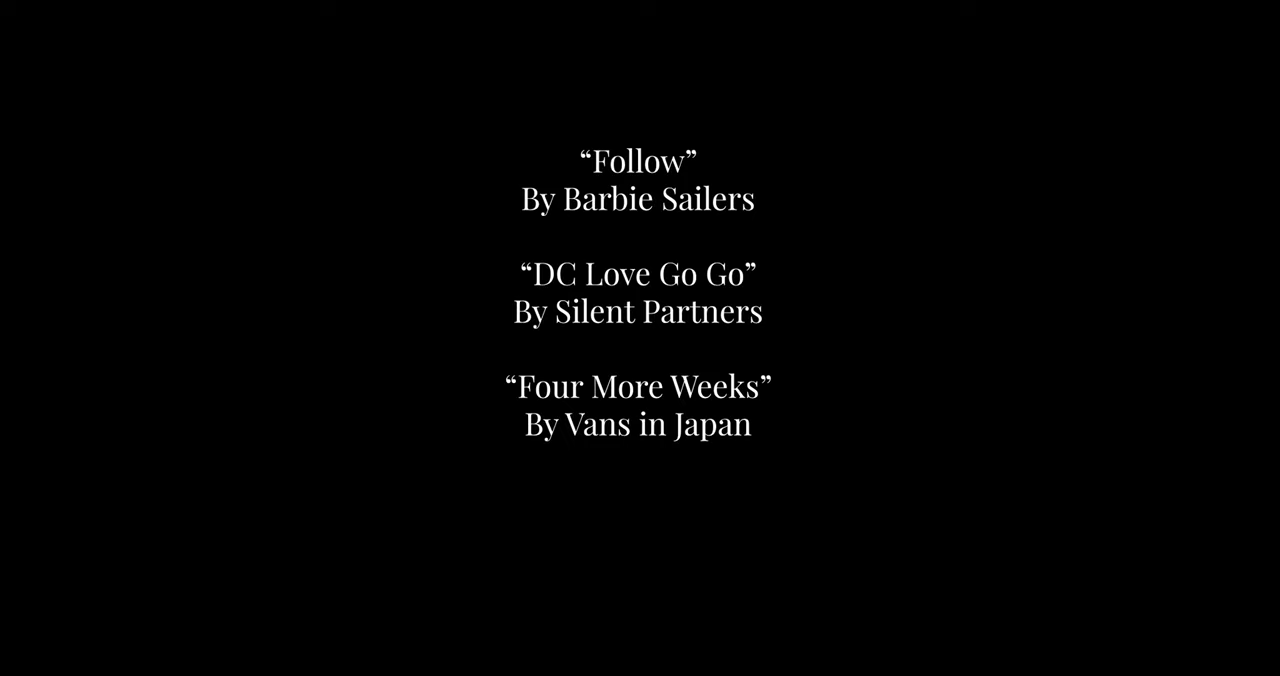 “Follow”
By Barbie Sailers
“DC Love Go Go”
By Silent Partners
“Four More Weeks”
By Vans in Japan